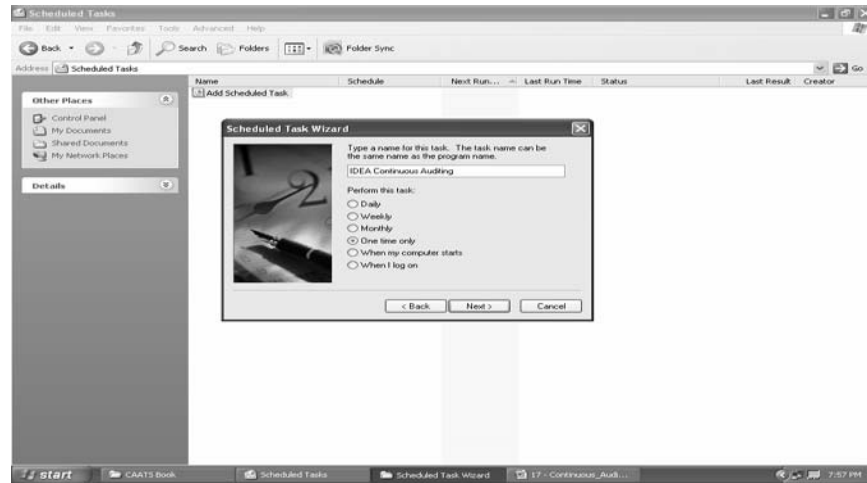 Scheduled Tasks
File Edit View Favorites Tools Advanced Help
Back Search Folders Folder Sync
Address Scheduled Tasks Go
Name Schedule Next Run... Last Run Time Status Last Result Creator
Add Scheduled Task
Other Places
Control Panel
My Documents
Shared Documents
My Network Places
Details
Scheduled Task Wizard
Type a name for this task. The task name can be
the same name as the program name.
IDEA Continuous Auditing
Perform this task:
Daily
Weekly
Monthly
One time only
When my computer starts
When I log on
< Back Next > Cancel
start CAATS Book Scheduled Tasks Scheduled Task Wizard 17 - Continuous_Audi... 7:57 PM